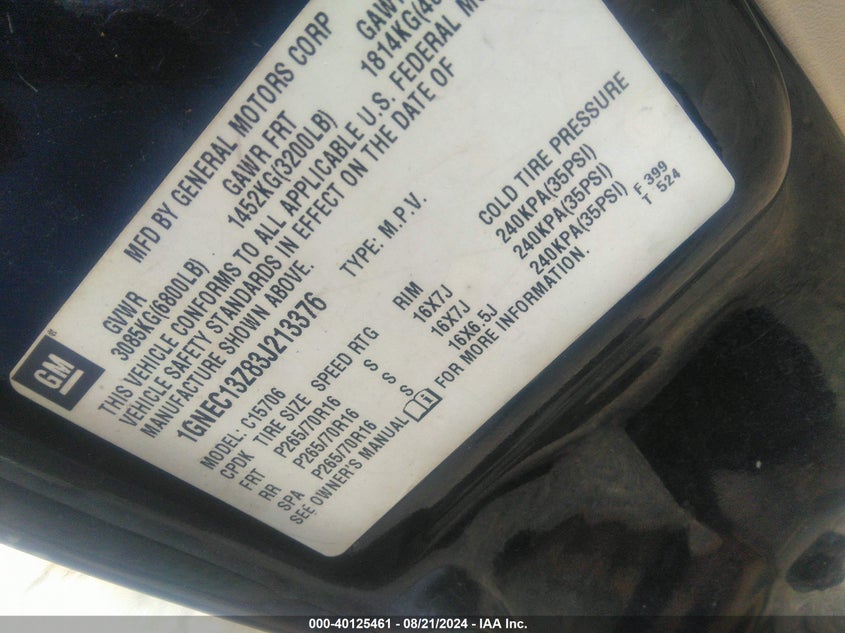 GM
MFD BY GENERAL MOTORS CORP
GVWR GAWR FRT
3085KG(6800LB) 1452KG(3200LB)
THIS VEHICLE CONFORMS TO ALL APPLICABLE U.S. FEDERAL
VEHICLE SAFETY STANDARDS IN EFFECT ON THE DATE OF
MANUFACTURE SHOWN ABOVE.
1GNEC13Z83J213376 TYPE: M.P.V.
MODEL: C15706
CPDK TIRE SIZE SPEED RTG RIM COLD TIRE PRESSURE
FRT P265/70R16 S 16X7J 240KPA(35PSI)
RR P265/70R16 S 16X7J 240KPA(35PSI)
SPA P265/70R16 S 16X6.5J 240KPA(35PSI)
SEE OWNER'S MANUAL FOR MORE INFORMATION.
F 399
T 524
000-40125461 - 08/21/2024 - IAA Inc.